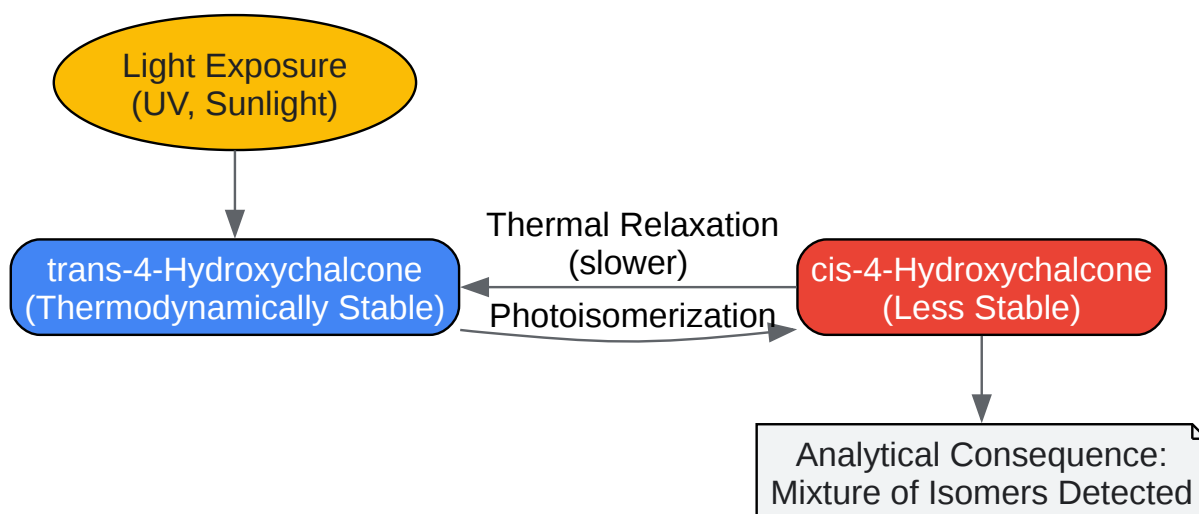 Light Exposure
(UV, Sunlight)
Thermal Relaxation
(slower)
trans-4-Hydroxychalcone
(Thermodynamically Stable)
Photoisomerization
cis-4-Hydroxychalcone
(Less Stable)
Analytical Consequence:
Mixture of Isomers Detected